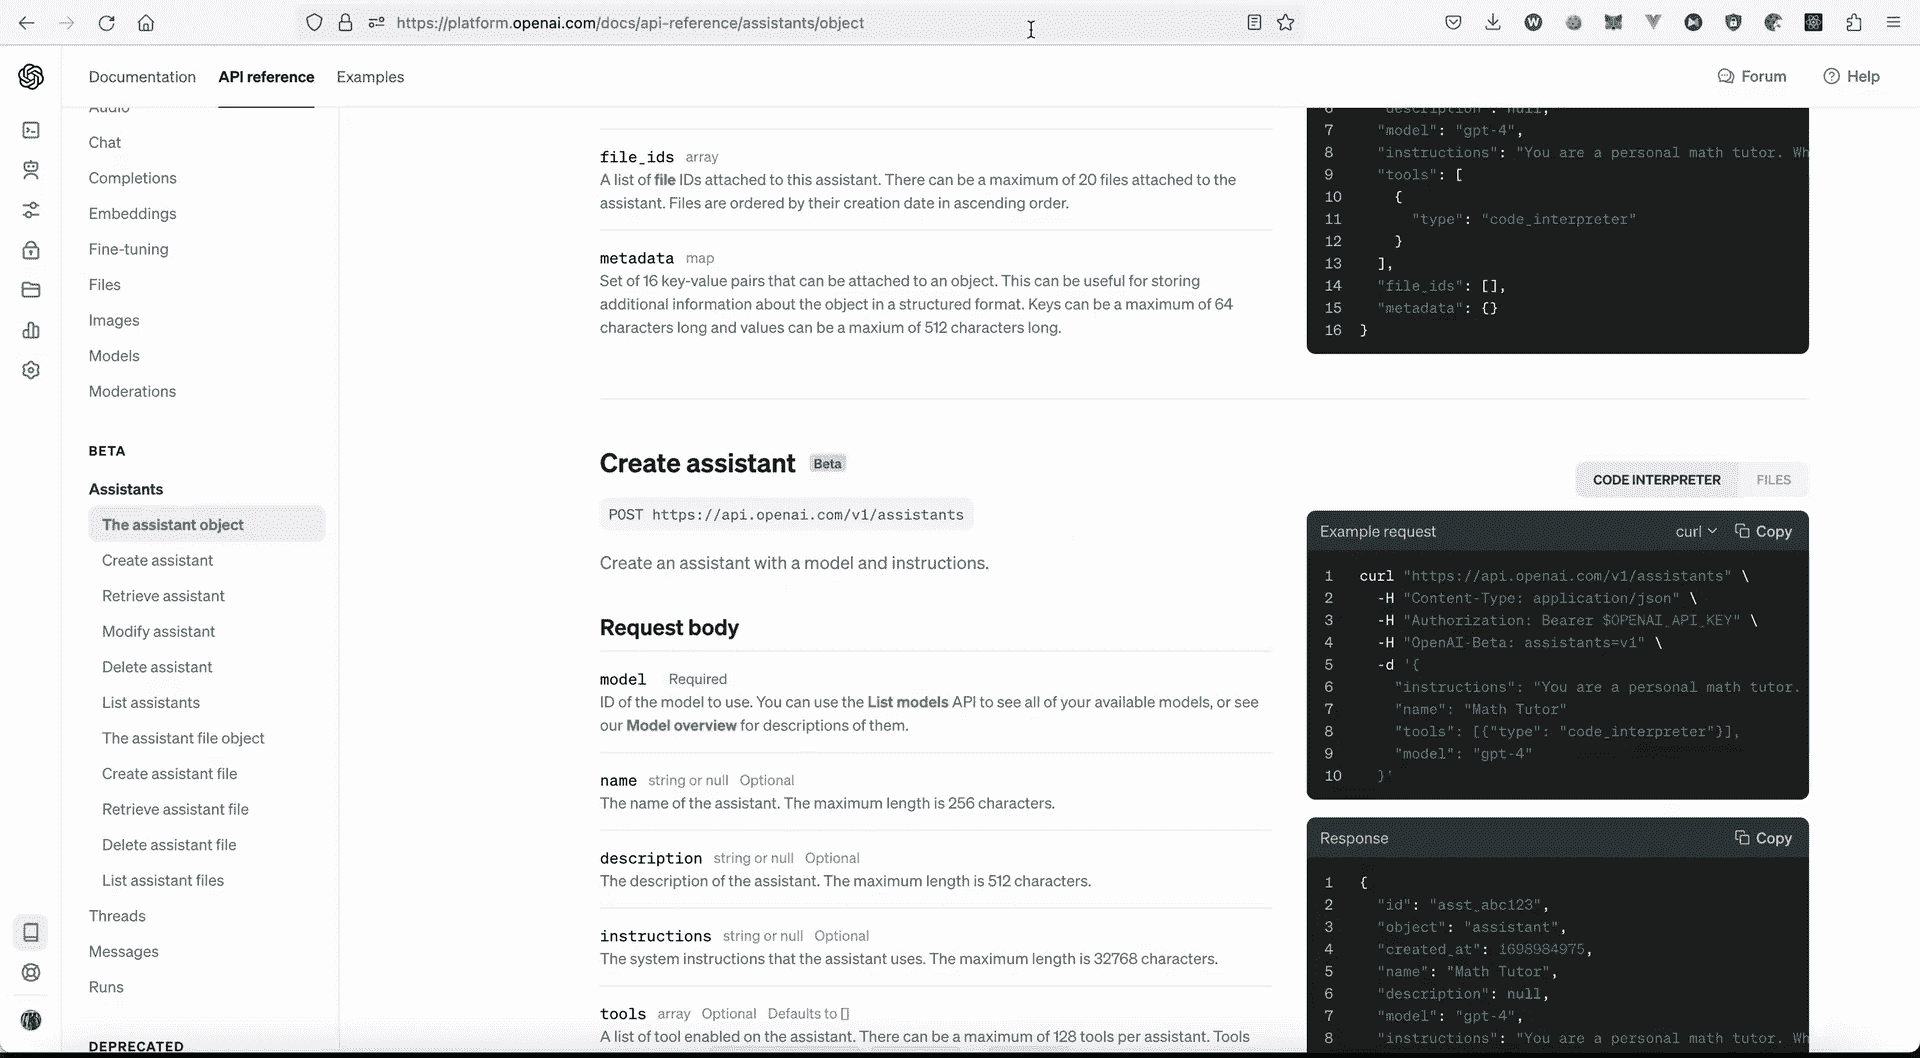 https://platform.openai.com/docs/api-reference/assistants/object
Documentation
API reference
Examples
Forum
Help
Audio
Chat
Completions
Embeddings
Fine-tuning
Files
Images
Models
Moderations
BETA
Assistants
The assistant object
Create assistant
Retrieve assistant
Modify assistant
Delete assistant
List assistants
The assistant file object
Create assistant file
Retrieve assistant file
Delete assistant file
List assistant files
Threads
Messages
Runs
DEPRECATED
file_ids array
A list of file IDs attached to this assistant. There can be a maximum of 20 files attached to the
assistant. Files are ordered by their creation date in ascending order.
metadata map
Set of 16 key-value pairs that can be attached to an object. This can be useful for storing
additional information about the object in a structured format. Keys can be a maximum of 64
characters long and values can be a maxium of 512 characters long.
6 "description": null,
7 "model": "gpt-4",
8 "instructions": "You are a personal math tutor. Wh
9 "tools": [
10 {
11 "type": "code_interpreter"
12 }
13 ],
14 "file_ids": [],
15 "metadata": {}
16 }
Create assistant Beta
POST https://api.openai.com/v1/assistants
Create an assistant with a model and instructions.
Request body
model Required
ID of the model to use. You can use the List models API to see all of your available models, or see
our Model overview for descriptions of them.
name string or null Optional
The name of the assistant. The maximum length is 256 characters.
description string or null Optional
The description of the assistant. The maximum length is 512 characters.
instructions string or null Optional
The system instructions that the assistant uses. The maximum length is 32768 characters.
tools array Optional Defaults to []
A list of tool enabled on the assistant. There can be a maximum of 128 tools per assistant. Tools
CODE INTERPRETER FILES
Example request curl Copy
1 curl "https://api.openai.com/v1/assistants" \
2 -H "Content-Type: application/json" \
3 -H "Authorization: Bearer $OPENAI_API_KEY" \
4 -H "OpenAI-Beta: assistants=v1" \
5 -d '{
6 "instructions": "You are a personal math tutor.
7 "name": "Math Tutor"
8 "tools": [{"type": "code_interpreter"}],
9 "model": "gpt-4"
10 }'
Response Copy
1 {
2 "id": "asst_abc123",
3 "object": "assistant",
4 "created_at": 1698984975,
5 "name": "Math Tutor",
6 "description": null,
7 "model": "gpt-4",
8 "instructions": "You are a personal math tutor. Wh